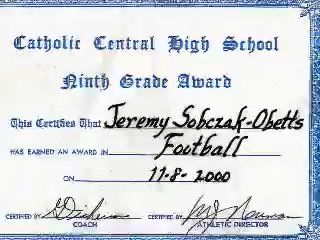 Catholic Central High School
Ninth Grade Award
This Certifies That Jeremy Sobczak-Obetts
HAS EARNED AN AWARD IN Football
ON 11-8-2000
CERTIFIED BY CERTIFIED BY
COACH ATHLETIC DIRECTOR